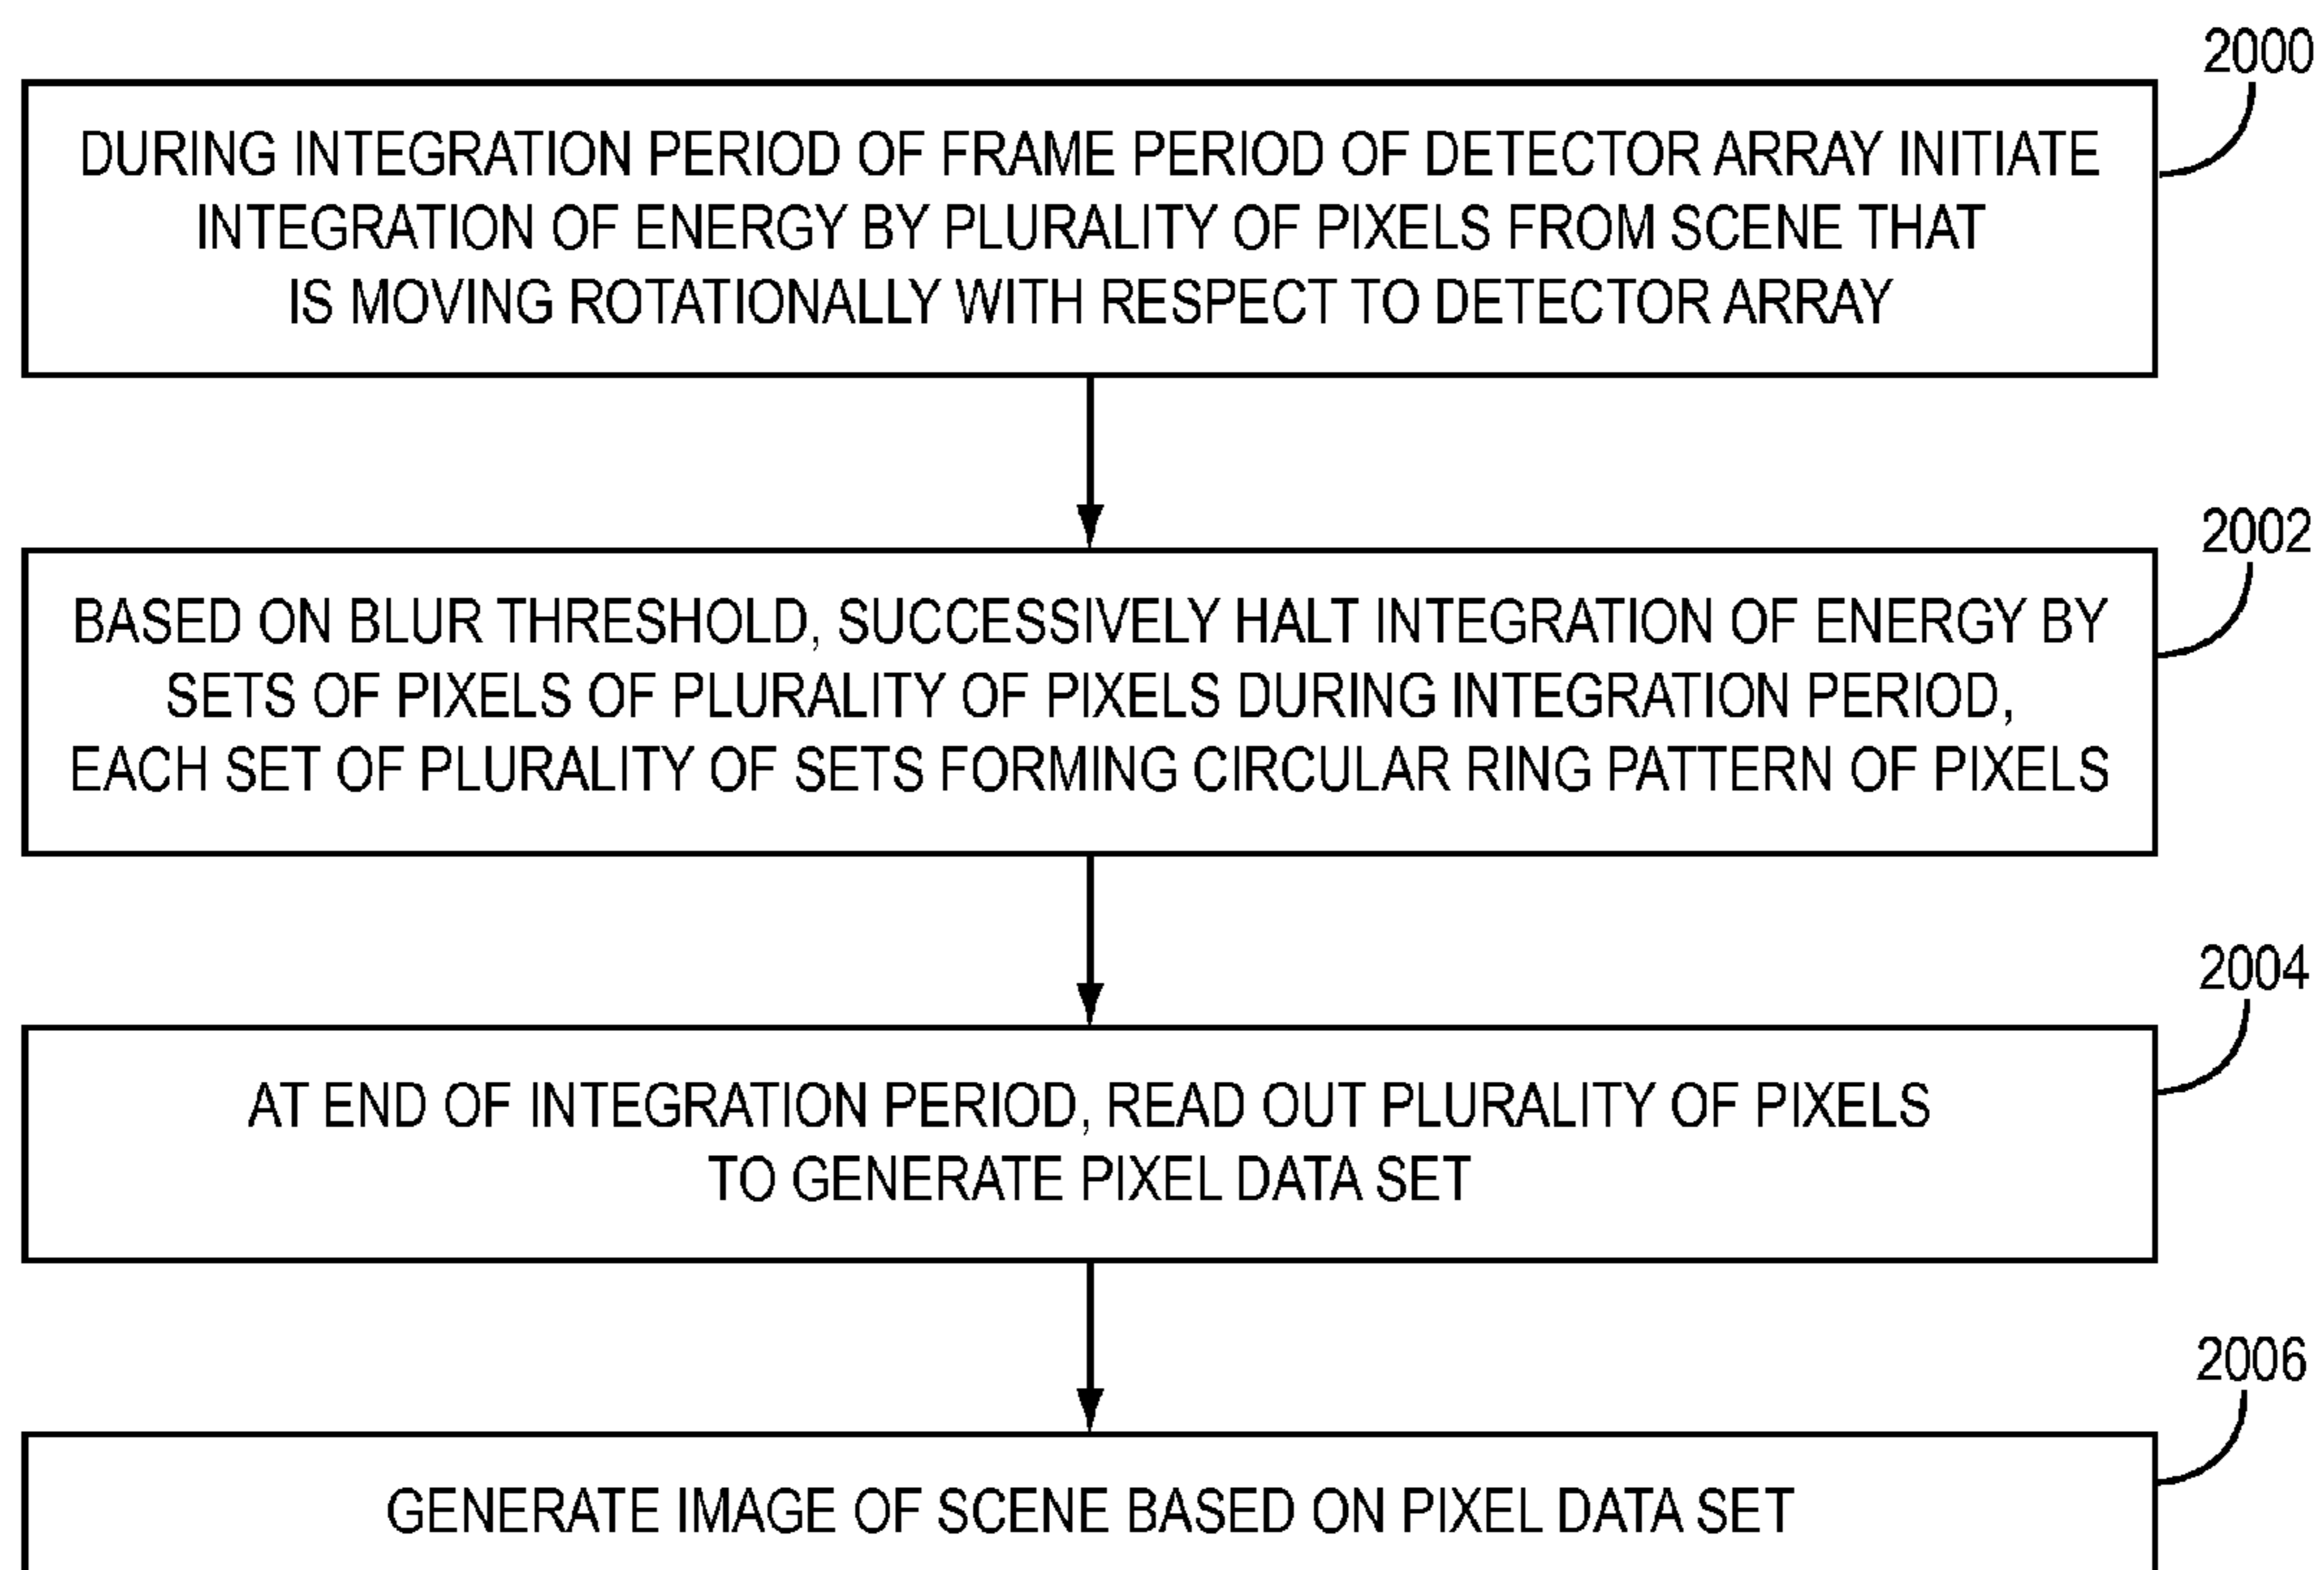 2000
DURING INTEGRATION PERIOD OF FRAME PERIOD OF DETECTOR ARRAY INITIATE
INTEGRATION OF ENERGY BY PLURALITY OF PIXELS FROM SCENE THAT
IS MOVING ROTATIONALLY WITH RESPECT TO DETECTOR ARRAY
2002
BASED ON BLUR THRESHOLD, SUCCESSIVELY HALT INTEGRATION OF ENERGY BY
SETS OF PIXELS OF PLURALITY OF PIXELS DURING INTEGRATION PERIOD,
EACH SET OF PLURALITY OF SETS FORMING CIRCULAR RING PATTERN OF PIXELS
2004
AT END OF INTEGRATION PERIOD, READ OUT PLURALITY OF PIXELS
TO GENERATE PIXEL DATA SET
2006
GENERATE IMAGE OF SCENE BASED ON PIXEL DATA SET